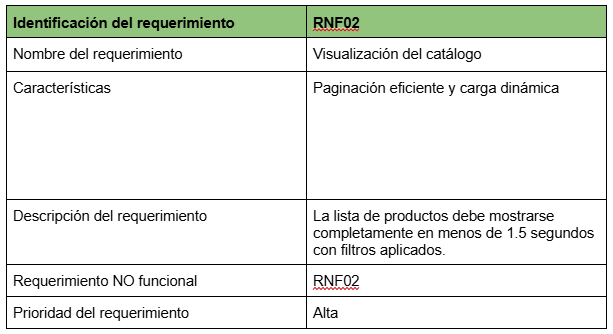 Identificación del requerimiento RNF02
Nombre del requerimiento Visualización del catálogo
Características Paginación eficiente y carga dinámica
Descripción del requerimiento La lista de productos debe mostrarse
completamente en menos de 1.5 segundos
con filtros aplicados.
Requerimiento NO funcional RNF02
Prioridad del requerimiento Alta